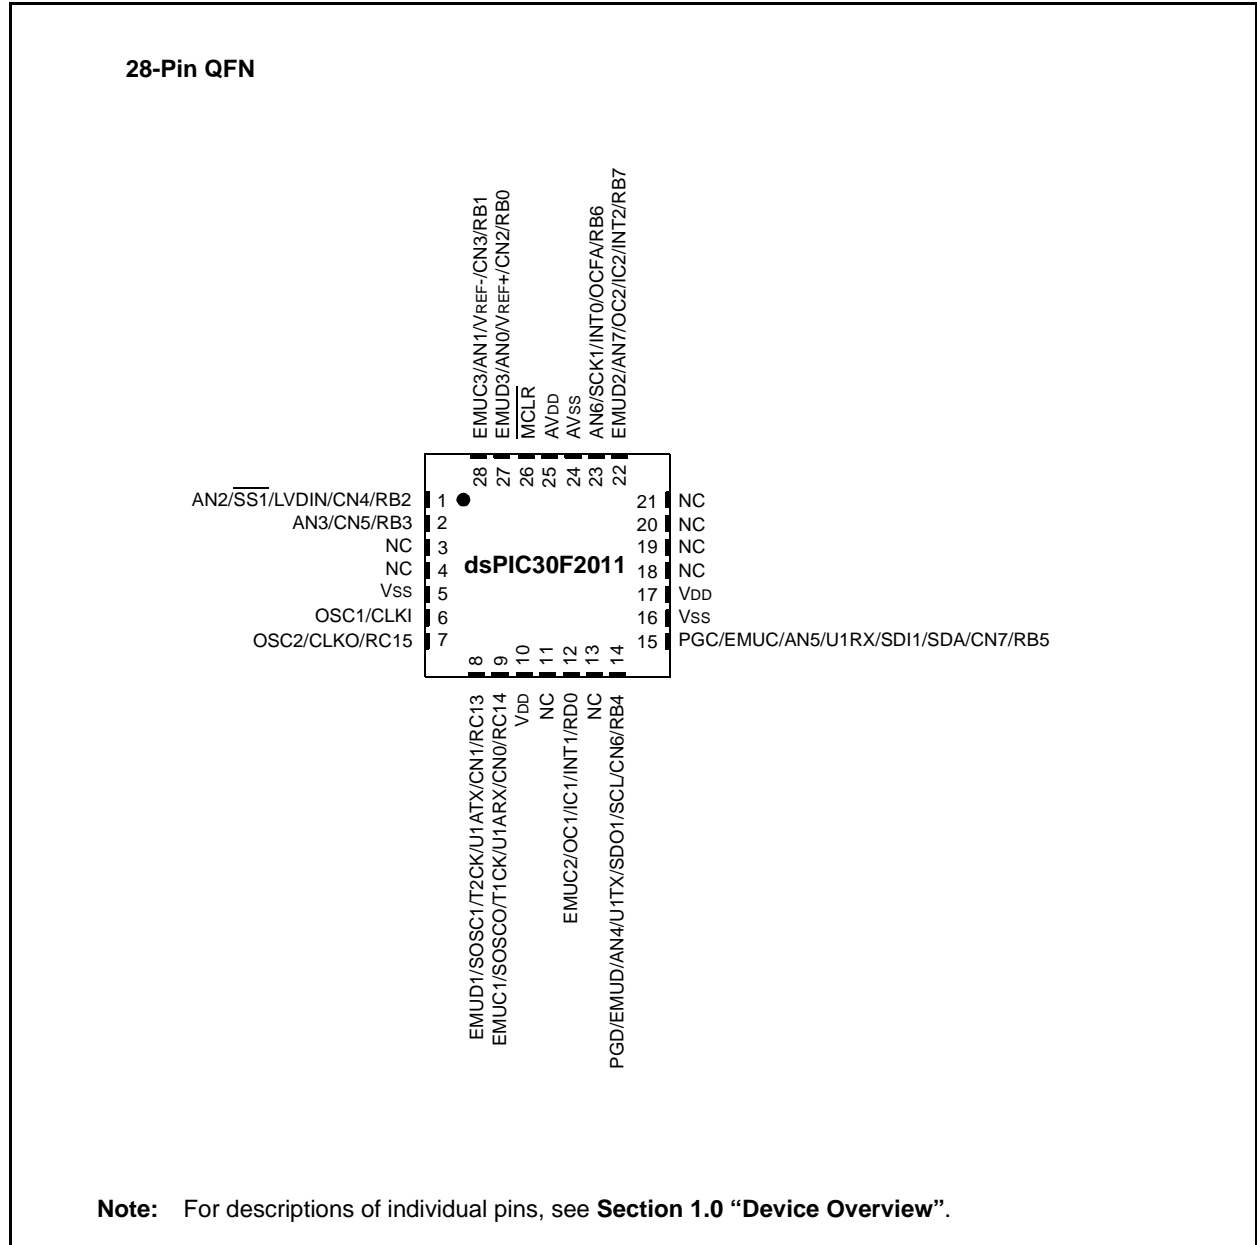 28-Pin QFN
EMUC3/AN1/VREF-/CN3/RB1
EMUD3/AN0/VREF+/CN2/RB0
MCLR
AVDD
AVSS
AN6/SCK1/INT0/OCFA/RB6
EMUD2/AN7/OC2/IC2/INT2/RB7
28 27 26 25 24 23 22
AN2/SS1/LVDIN/CN4/RB2 1 21 NC
AN3/CN5/RB3 2 20 NC
NC 3 19 NC
NC 4 18 NC
dsPIC30F2011
VSS 5 17 VDD
OSC1/CLKI 6 16 VSS
OSC2/CLKO/RC15 7 15 PGC/EMUC/AN5/U1RX/SDI1/SDA/CN7/RB5
8 9 10 11 12 13 14
EMUD1/SOSC1/T2CK/U1ATX/CN1/RC13
EMUC1/SOSCO/T1CK/U1ARX/CN0/RC14
VDD
NC
EMUC2/OC1/IC1/INT1/RD0
NC
PGD/EMUD/AN4/U1TX/SDO1/SCL/CN6/RB4
Note: For descriptions of individual pins, see Section 1.0 “Device Overview”.